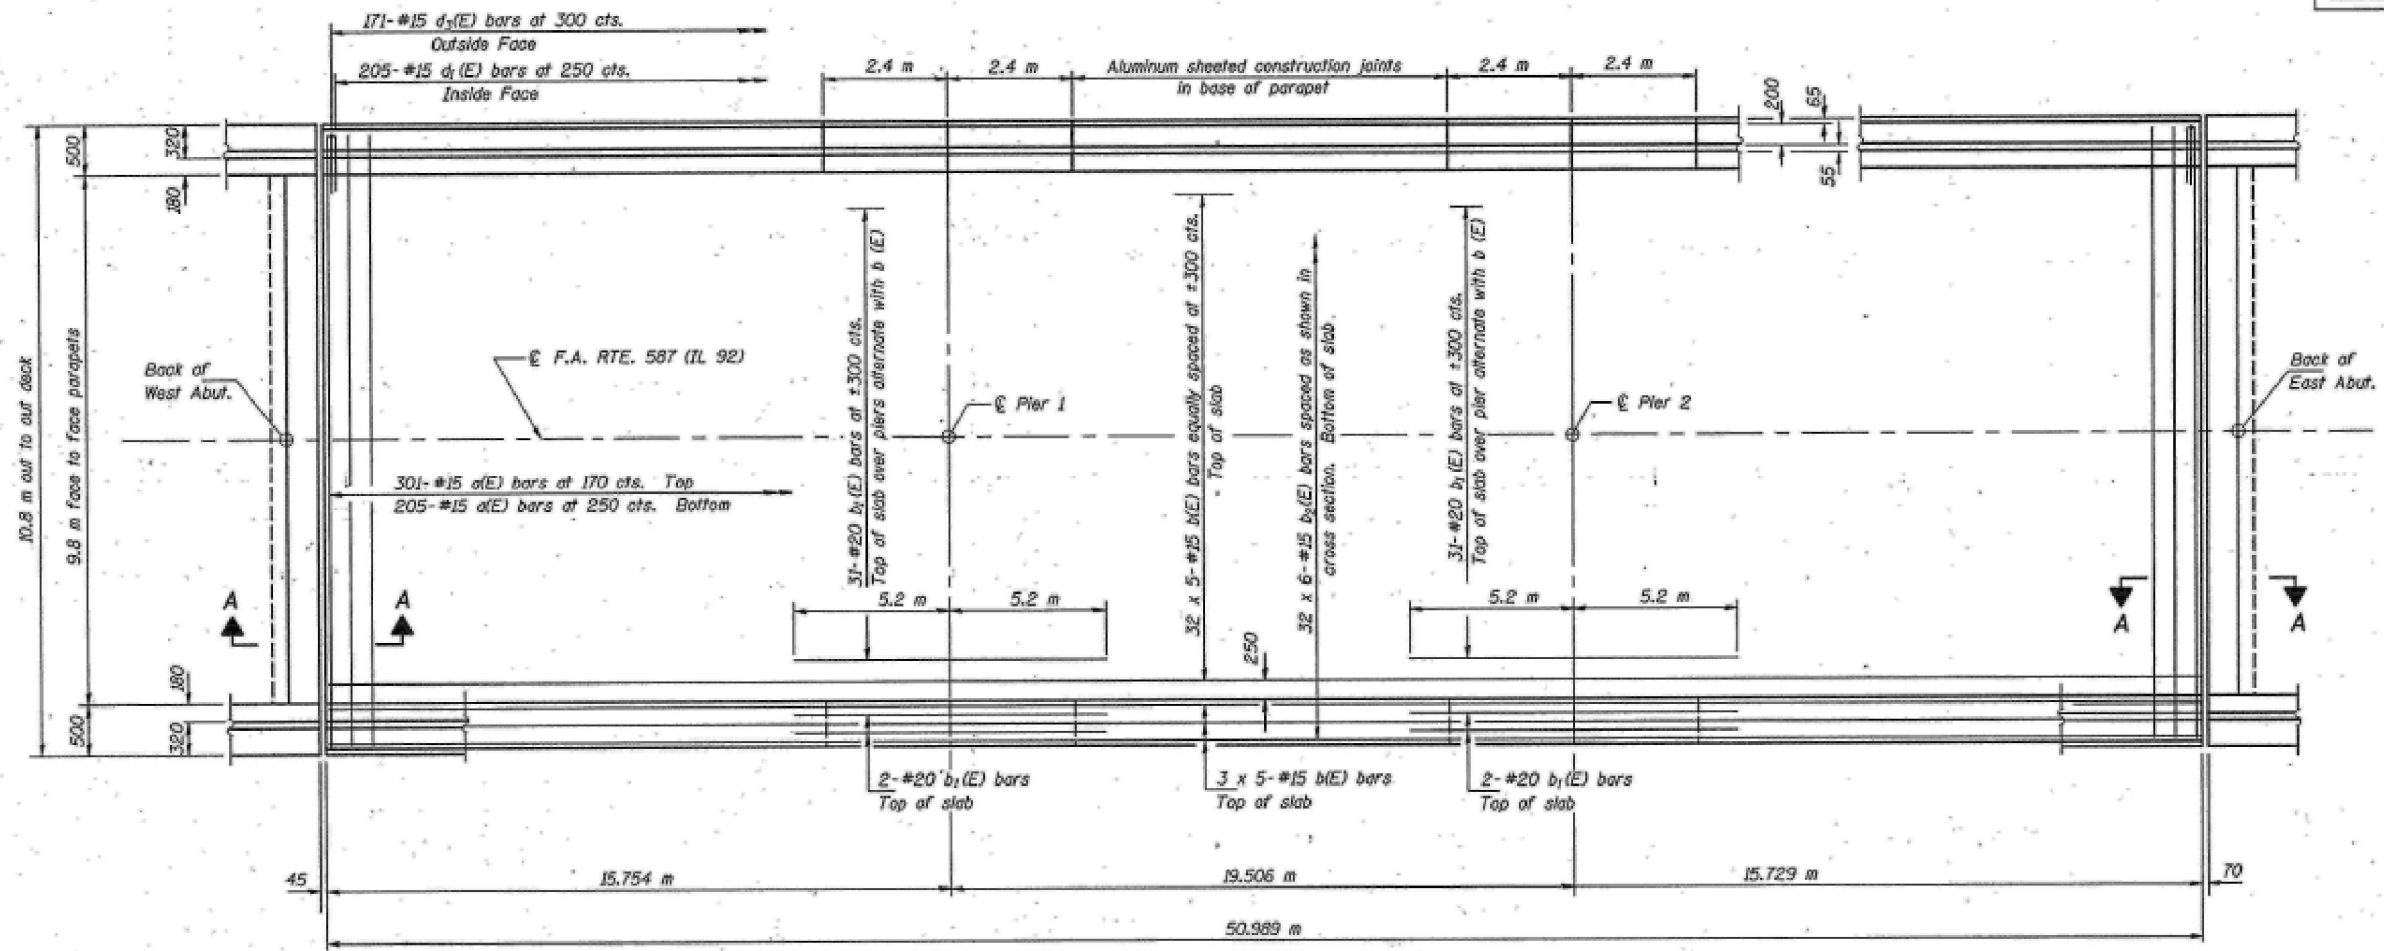 171-#15 d3(E) bars at 300 cts.
Outside Face
205-#15 d1(E) bars at 250 cts.
Inside Face
2.4 m
2.4 m
Aluminum sheeted construction joints
in base of parapet
2.4 m
2.4 m
200
65
55
500
320
180
10.8 m out to out deck
9.8 m face to face parapets
Back of
West Abut.
℄ F.A. RTE. 587 (IL 92)
31-#20 b1(E) bars at ±300 cts.
Top of slab over piers alternate with b (E)
℄ Pier 1
32 x 5-#15 b(E) bars equally spaced at ±300 cts.
Top of slab
32 x 6-#15 b2(E) bars spaced as shown in
cross section. Bottom of slab.
31-#20 b1(E) bars at ±300 cts.
Top of slab over pier alternate with b (E)
℄ Pier 2
Back of
East Abut.
301-#15 a(E) bars at 170 cts. Top
205-#15 a(E) bars at 250 cts. Bottom
A
A
5.2 m
5.2 m
250
5.2 m
5.2 m
A
A
180
500
320
2-#20 b1(E) bars
Top of slab
3 x 5-#15 b(E) bars
Top of slab
2-#20 b1(E) bars
Top of slab
45
15.754 m
19.506 m
15.729 m
70
50.989 m